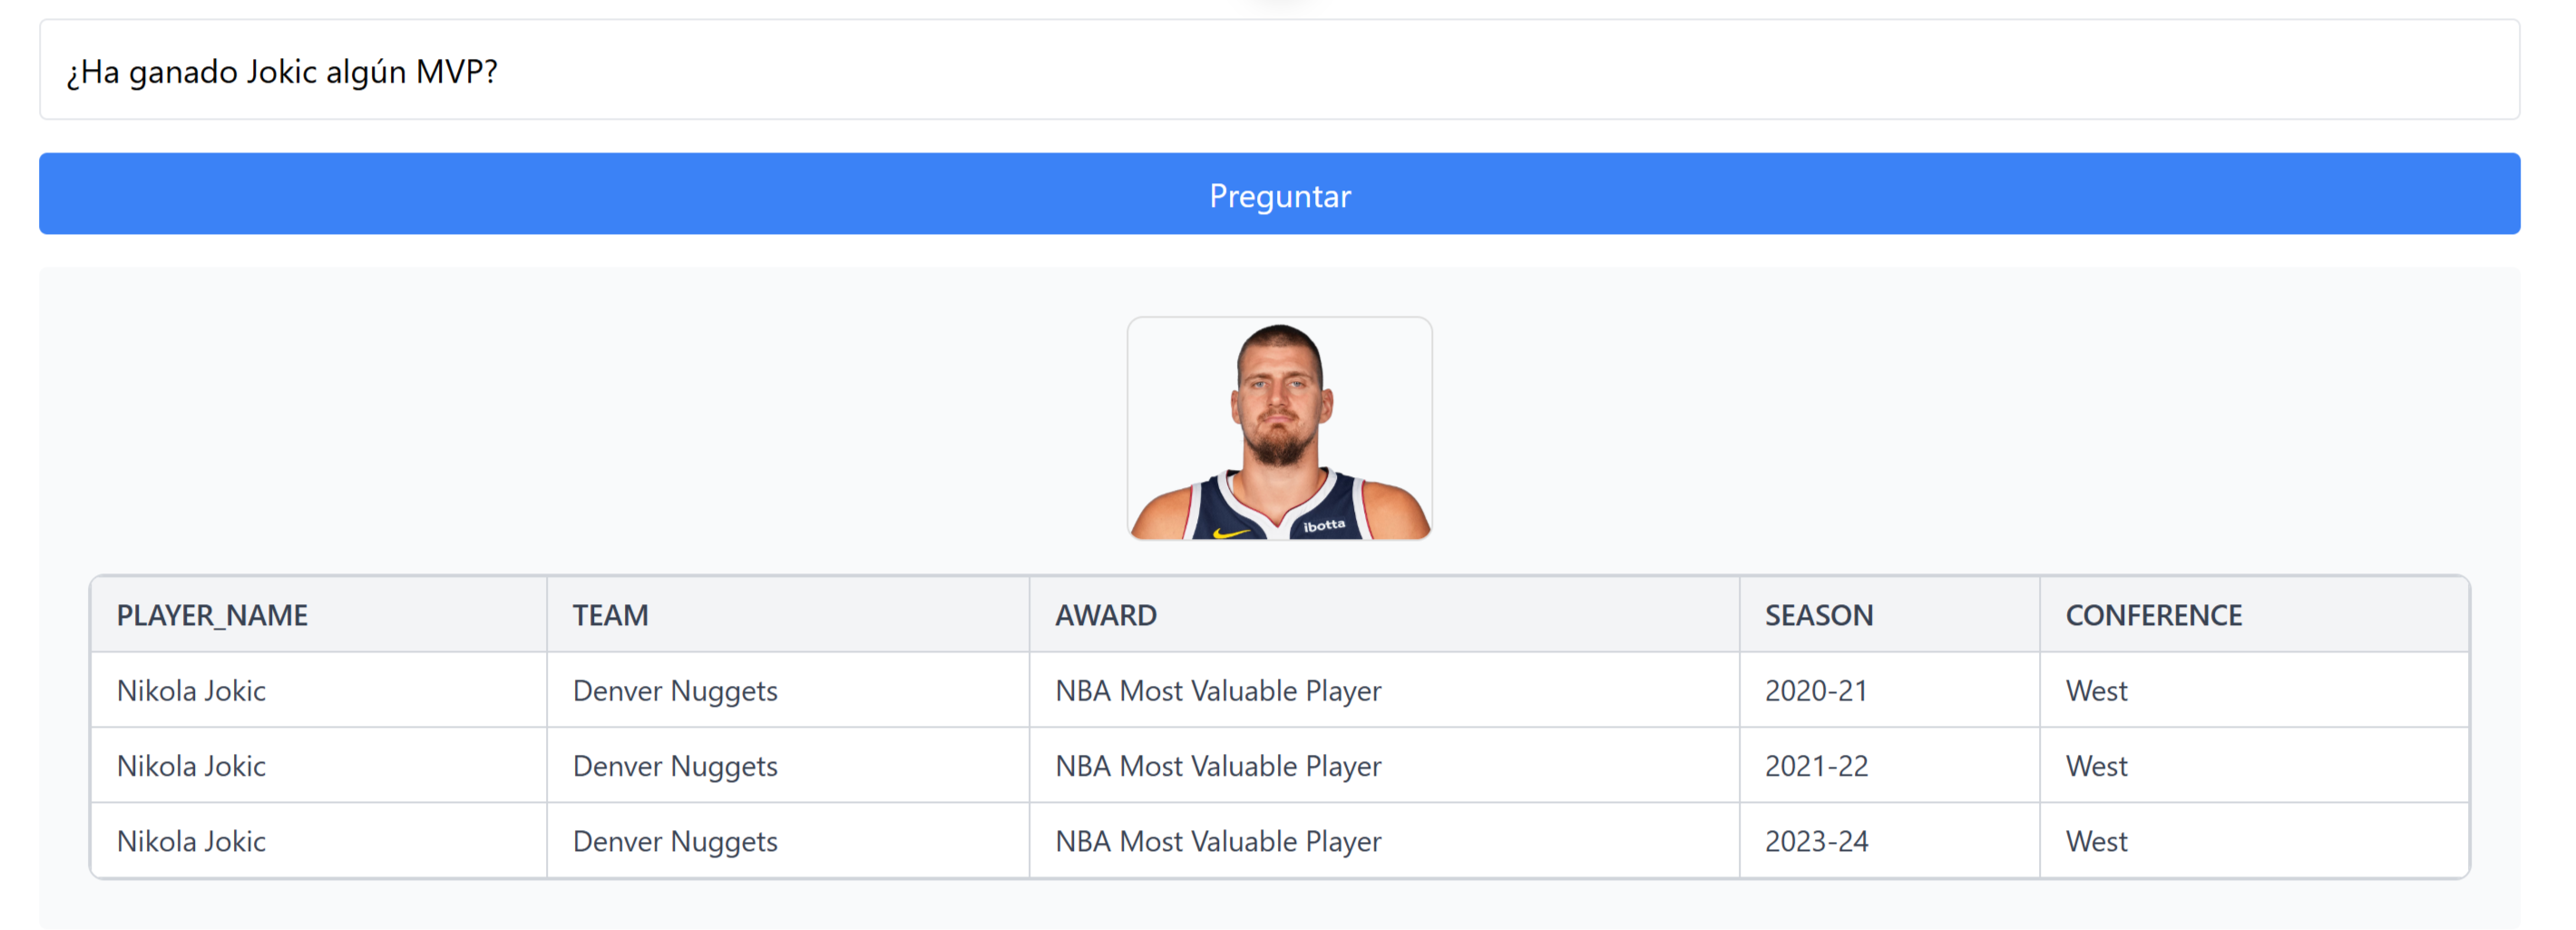 ¿Ha ganado Jokic algún MVP?
Preguntar
ibotta
PLAYER_NAME TEAM AWARD SEASON CONFERENCE
Nikola Jokic Denver Nuggets NBA Most Valuable Player 2020-21 West
Nikola Jokic Denver Nuggets NBA Most Valuable Player 2021-22 West
Nikola Jokic Denver Nuggets NBA Most Valuable Player 2023-24 West